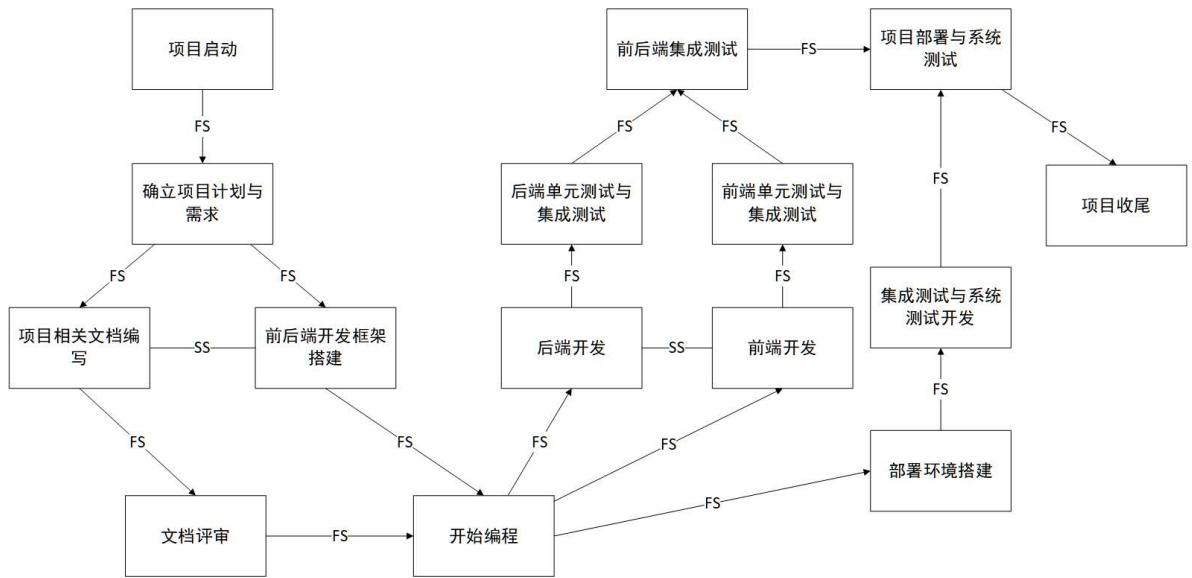 项目启动
FS
确立项目计划与
需求
FS
FS
项目相关文档编
写
SS
前后端开发框架
搭建
FS
FS
文档评审
FS
开始编程
FS
FS
FS
后端开发
SS
前端开发
FS
FS
后端单元测试与
集成测试
前端单元测试与
集成测试
FS
FS
前后端集成测试
FS
项目部署与系统
测试
部署环境搭建
FS
集成测试与系统
测试开发
FS
FS
项目收尾